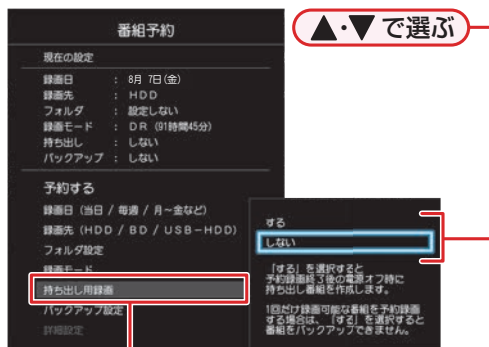 番組予約
▲・▼で選ぶ
現在の設定
録画日 : 8月 7日(金)
録画先 : HDD
フォルダ : 設定しない
録画モード : DR (91時間45分)
持ち出し : しない
バックアップ : しない
予約する
録画日 (当日 / 毎週 / 月~金など)
録画先 (HDD / BD / USB-HDD)
フォルダ設定
録画モード
持ち出し用録画
バックアップ設定
詳細設定
する
しない
「する」を選択すると
予約録画終了後の電源オフ時に
持ち出し番組を作成します。
1回だけ録画可能な番組を予約録画
する場合は、「する」を選択すると
番組をバックアップできません。